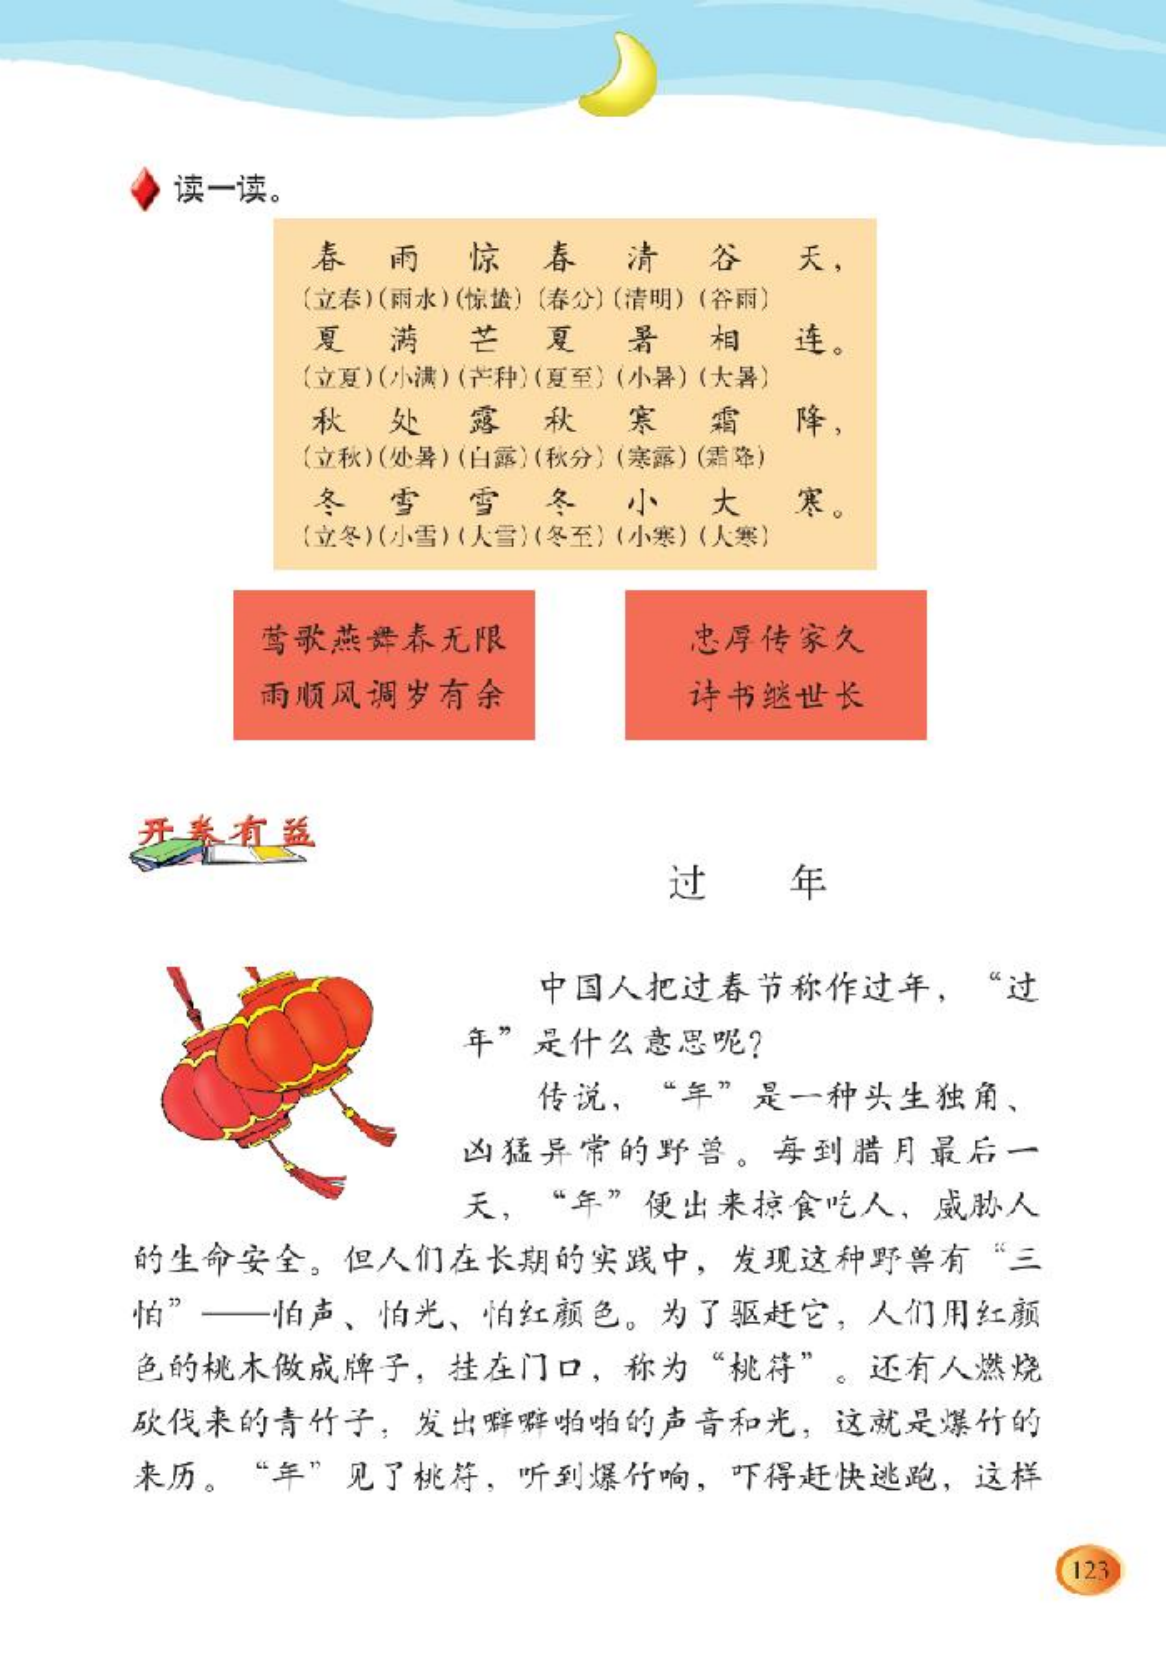 读一读。
春 雨 惊 春 清 谷 天，
（立春）（雨水）（惊蛰）（春分）（清明）（谷雨）
夏 满 芒 夏 暑 相 连。
（立夏）（小满）（芒种）（夏至）（小暑）（大暑）
秋 处 露 秋 寒 霜 降，
（立秋）（处暑）（白露）（秋分）（寒露）（霜降）
冬 雪 雪 冬 小 大 寒。
（立冬）（小雪）（大雪）（冬至）（小寒）（大寒）
莺歌燕舞春无限
雨顺风调岁有余
忠厚传家久
诗书继世长
开卷有益
过 年
中国人把过春节称作过年，“过
年”是什么意思呢？
传说，“年”是一种头生独角、
凶猛异常的野兽。每到腊月最后一
天，“年”便出来掠食吃人，威胁人
的生命安全。但人们在长期的实践中，发现这种野兽有“三
怕”——怕声、怕光、怕红颜色。为了驱赶它，人们用红颜
色的桃木做成牌子，挂在门口，称为“桃符”。还有人燃烧
砍伐来的青竹子，发出噼噼啪啪的声音和光，这就是爆竹的
来历。“年”见了桃符，听到爆竹响，吓得赶快逃跑，这样
123